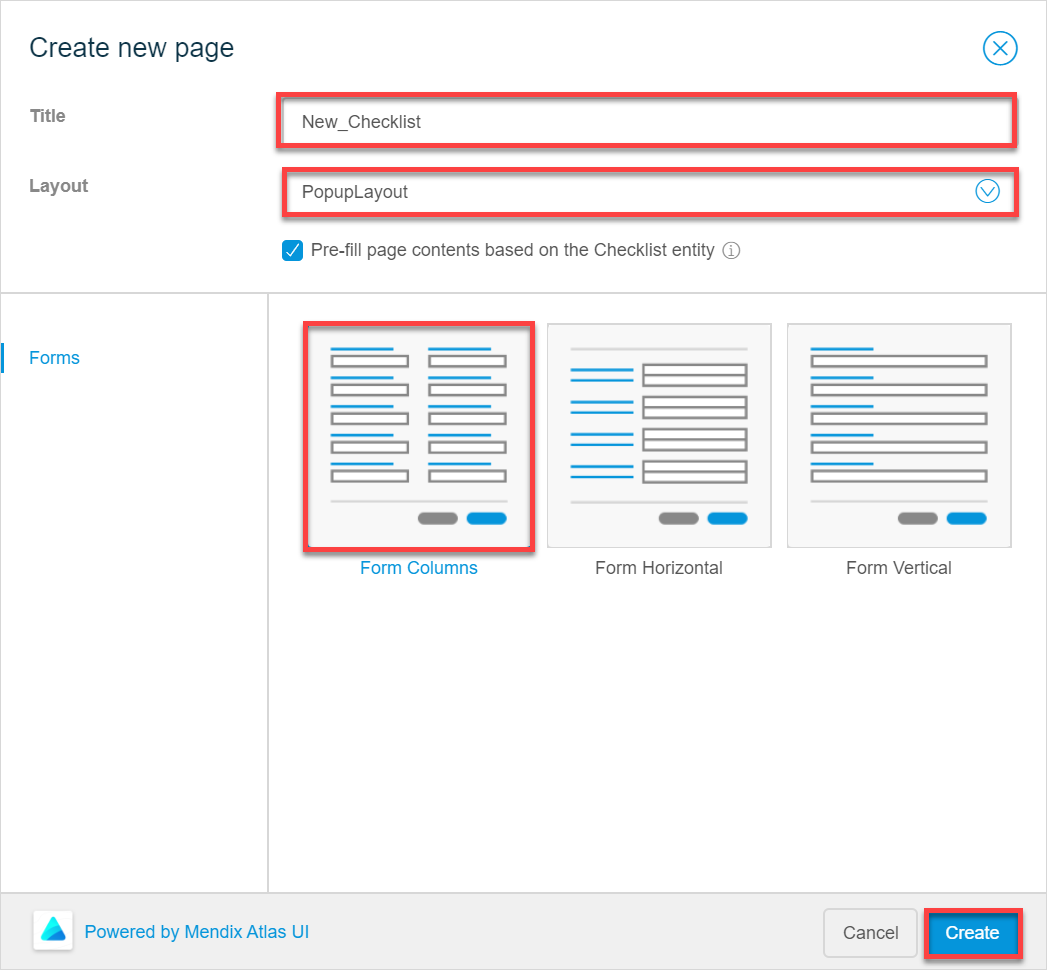 Create new page
Title
New_Checklist
Layout
PopupLayout
Pre-fill page contents based on the Checklist entity
Forms
Form Columns
Form Horizontal
Form Vertical
Powered by Mendix Atlas UI
Cancel
Create